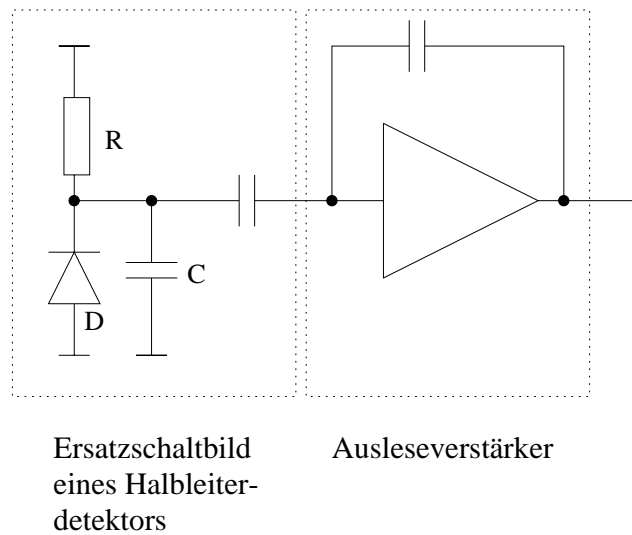 R
C
D
Ersatzschaltbild
eines Halbleiter-
detektors
Ausleseverstärker